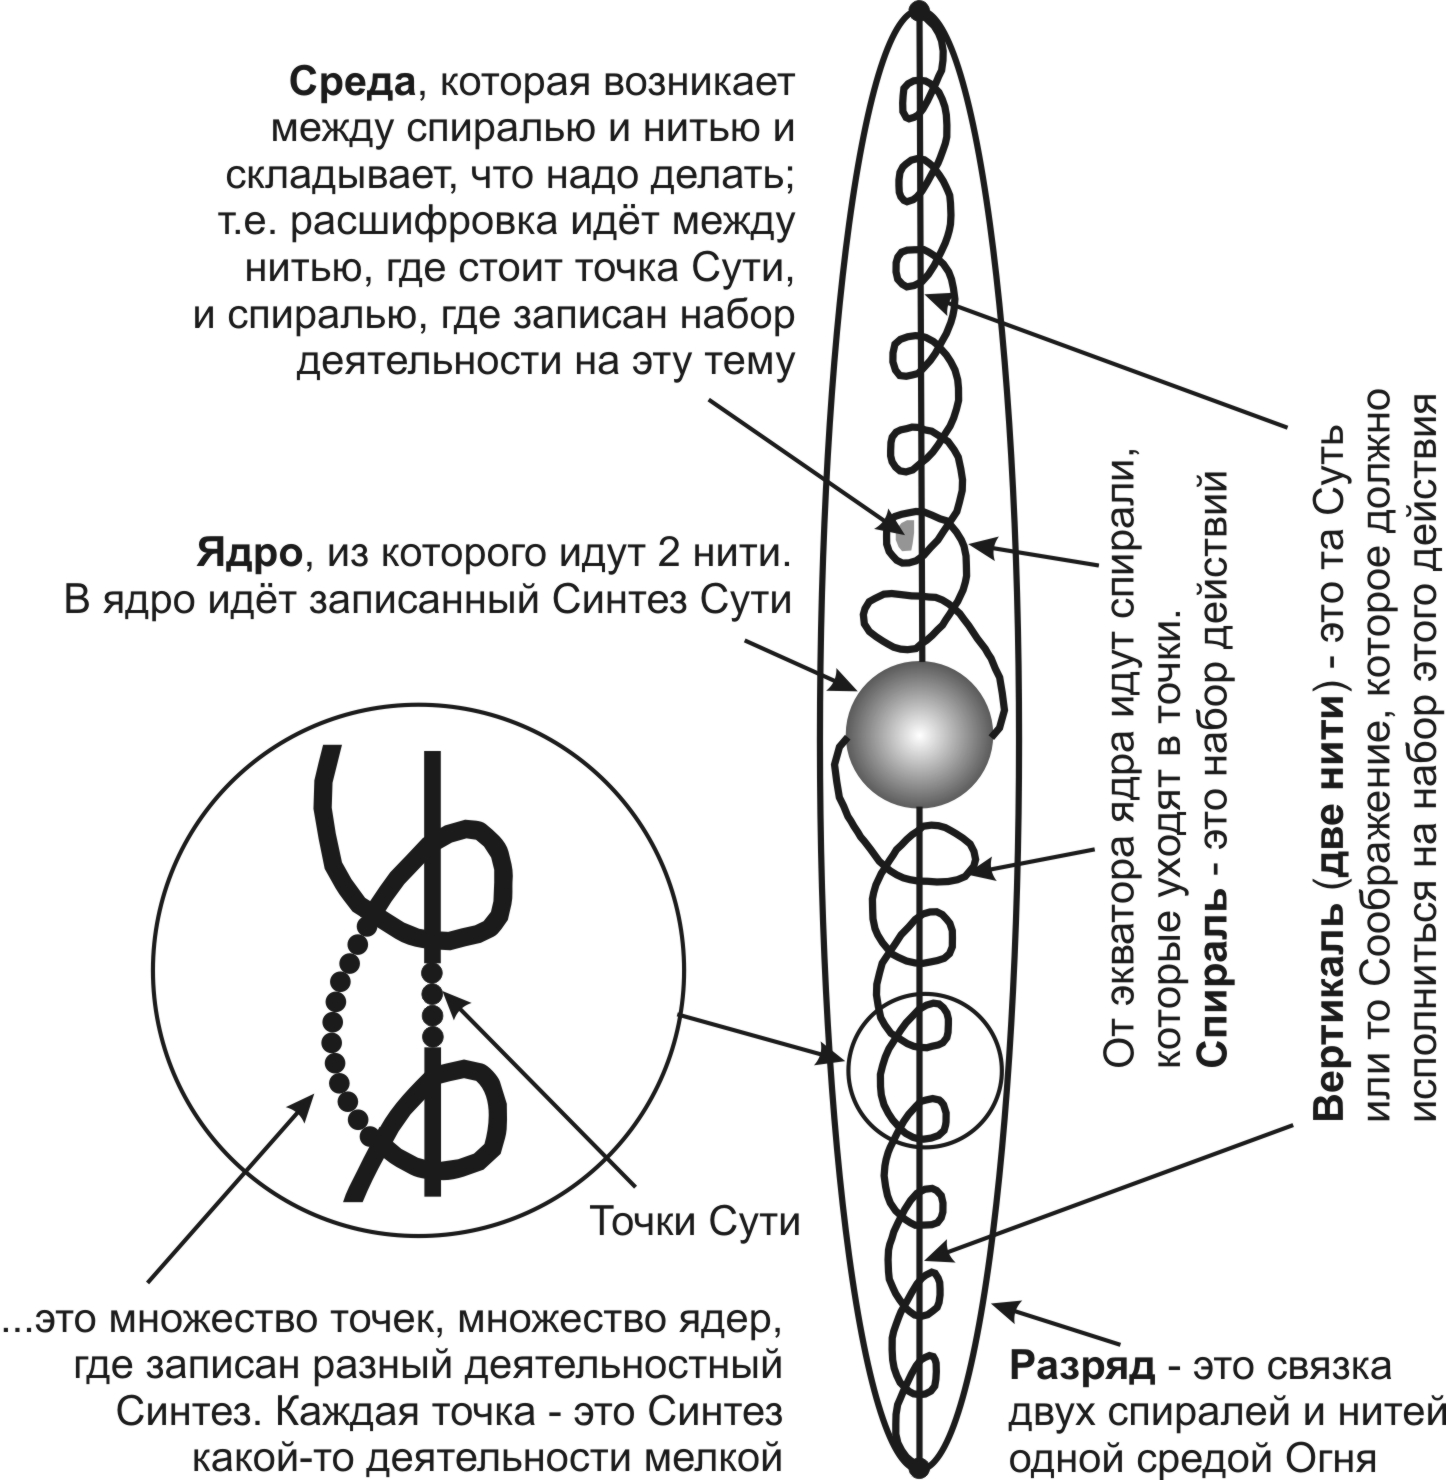 Среда, которая возникает
между спиралью и нитью и
складывает, что надо делать;
т.е. расшифровка идёт между
нитью, где стоит точка Сути,
и спиралью, где записан набор
деятельности на эту тему
Ядро, из которого идут 2 нити.
В ядро идёт записанный Синтез Сути
От экватора ядра идут спирали,
которые уходят в точки.
Спираль - это набор действий
Вертикаль (две нити) - это та Суть
или то Соображение, которое должно
исполниться на набор этого действия
Точки Сути
...это множество точек, множество ядер,
где записан разный деятельностный
Синтез. Каждая точка - это Синтез
какой-то деятельности мелкой
Разряд - это связка
двух спиралей и нитей
одной средой Огня